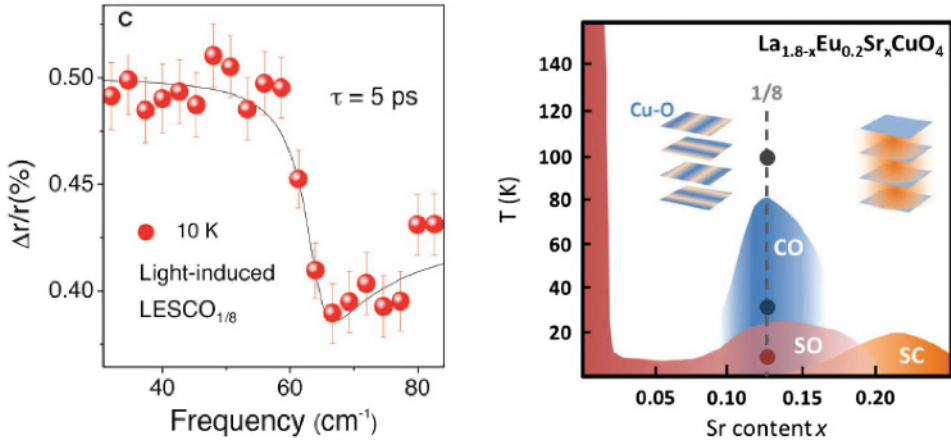 C
0.50
0.45
0.40
Δr/r(%)
τ = 5 ps
10 K
Light-induced
LESCO1/8
40
60
80
Frequency (cm-1)
La1.8-xEu0.2SrxCuO4
140
120
100
80
60
40
20
T (K)
Cu-O
1/8
CO
SO
SC
0.05
0.10
0.15
0.20
Sr content x